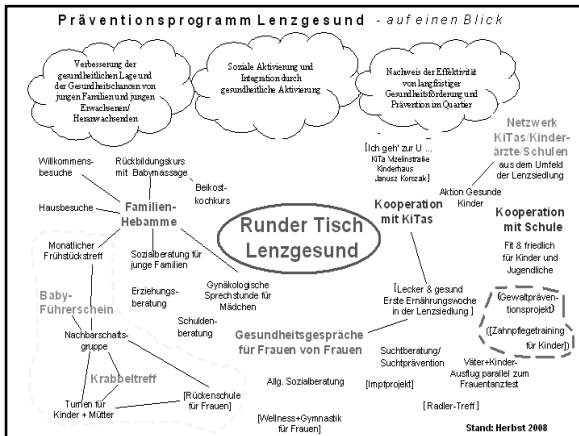 Präventionsprogramm Lenzgesund - auf einen Blick
Verbesserung der
gesundheitlichen Lage und
der Gesundheitschancen von
jungen Familien und jungen
Erwachsenen/
Heranwachsenden
Soziale Aktivierung und
Integration durch
gesundheitliche Aktivierung
Nachweis der Effektivität
von langfristiger
Gesundheitsförderung und
Prävention im Quartier
Willkommens-
besuche
Rückbildungskurs
mit Babymassage
Beikost-
kochkurs
Hausbesuche
Familien-
Hebamme
Monatlicher
Frühstückstreff
Sozialberatung für
junge Familien
Gynäkologische
Sprechstunde für
Mädchen
Erziehungs-
beratung
Schulden-
beratung
Baby-
Führerschein
Nachbarschafts-
gruppe
Krabbeltreff
Turnen für
Kinder + Mütter
[Rückenschule
für Frauen]
Runder Tisch
Lenzgesund
[Ich geh' zur U ...
KiTa Vizelinstraße
Kinderhaus
Janusz Korczak]
Netzwerk
KiTas/Kinder-
ärzte/Schulen
aus dem Umfeld
der Lenzsiedlung
Aktion Gesunde
Kinder
Kooperation
mit KiTas
Kooperation
mit Schule
Fit & friedlich
für Kinder und
Jugendliche
[Lecker & gesund
Erste Ernährungswoche
in der Lenzsiedlung]
(Gewaltpräven-
tionsprojekt)
([Zahnpflegetraining
für Kinder])
Gesundheitsgespräche
für Frauen von Frauen
Suchtberatung/
Suchtprävention
Väter+Kinder-
Ausflug parallel zum
Frauentanzfest
Allg. Sozialberatung
[Impfprojekt]
[Radler-Treff]
[Wellness+Gymnastik
für Frauen]
Stand: Herbst 2008